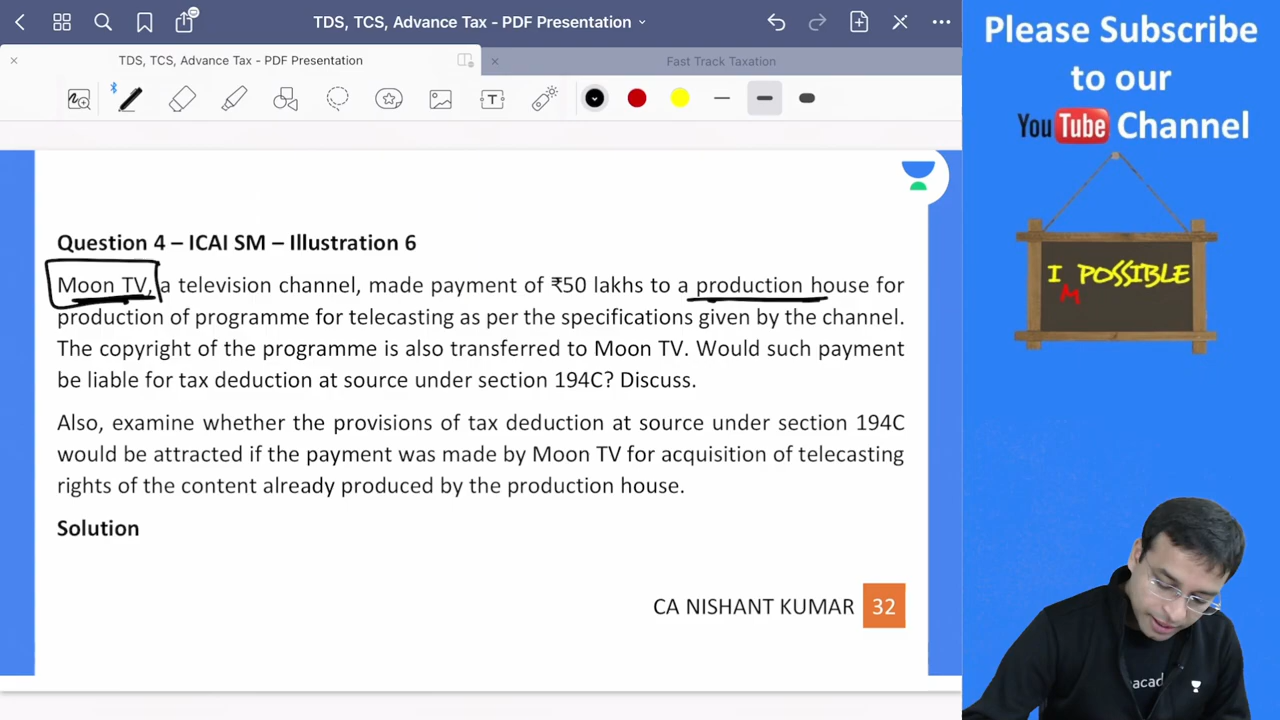 TDS, TCS, Advance Tax - PDF Presentation
TDS, TCS, Advance Tax - PDF Presentation
Fast Track Taxation
Question 4 – ICAI SM – Illustration 6
Moon TV, a television channel, made payment of ₹50 lakhs to a production house for
production of programme for telecasting as per the specifications given by the channel.
The copyright of the programme is also transferred to Moon TV. Would such payment
be liable for tax deduction at source under section 194C? Discuss.
Also, examine whether the provisions of tax deduction at source under section 194C
would be attracted if the payment was made by Moon TV for acquisition of telecasting
rights of the content already produced by the production house.
Solution
CA NISHANT KUMAR 32
Please Subscribe
to our
YouTube Channel
I POSSIBLE
M
acad